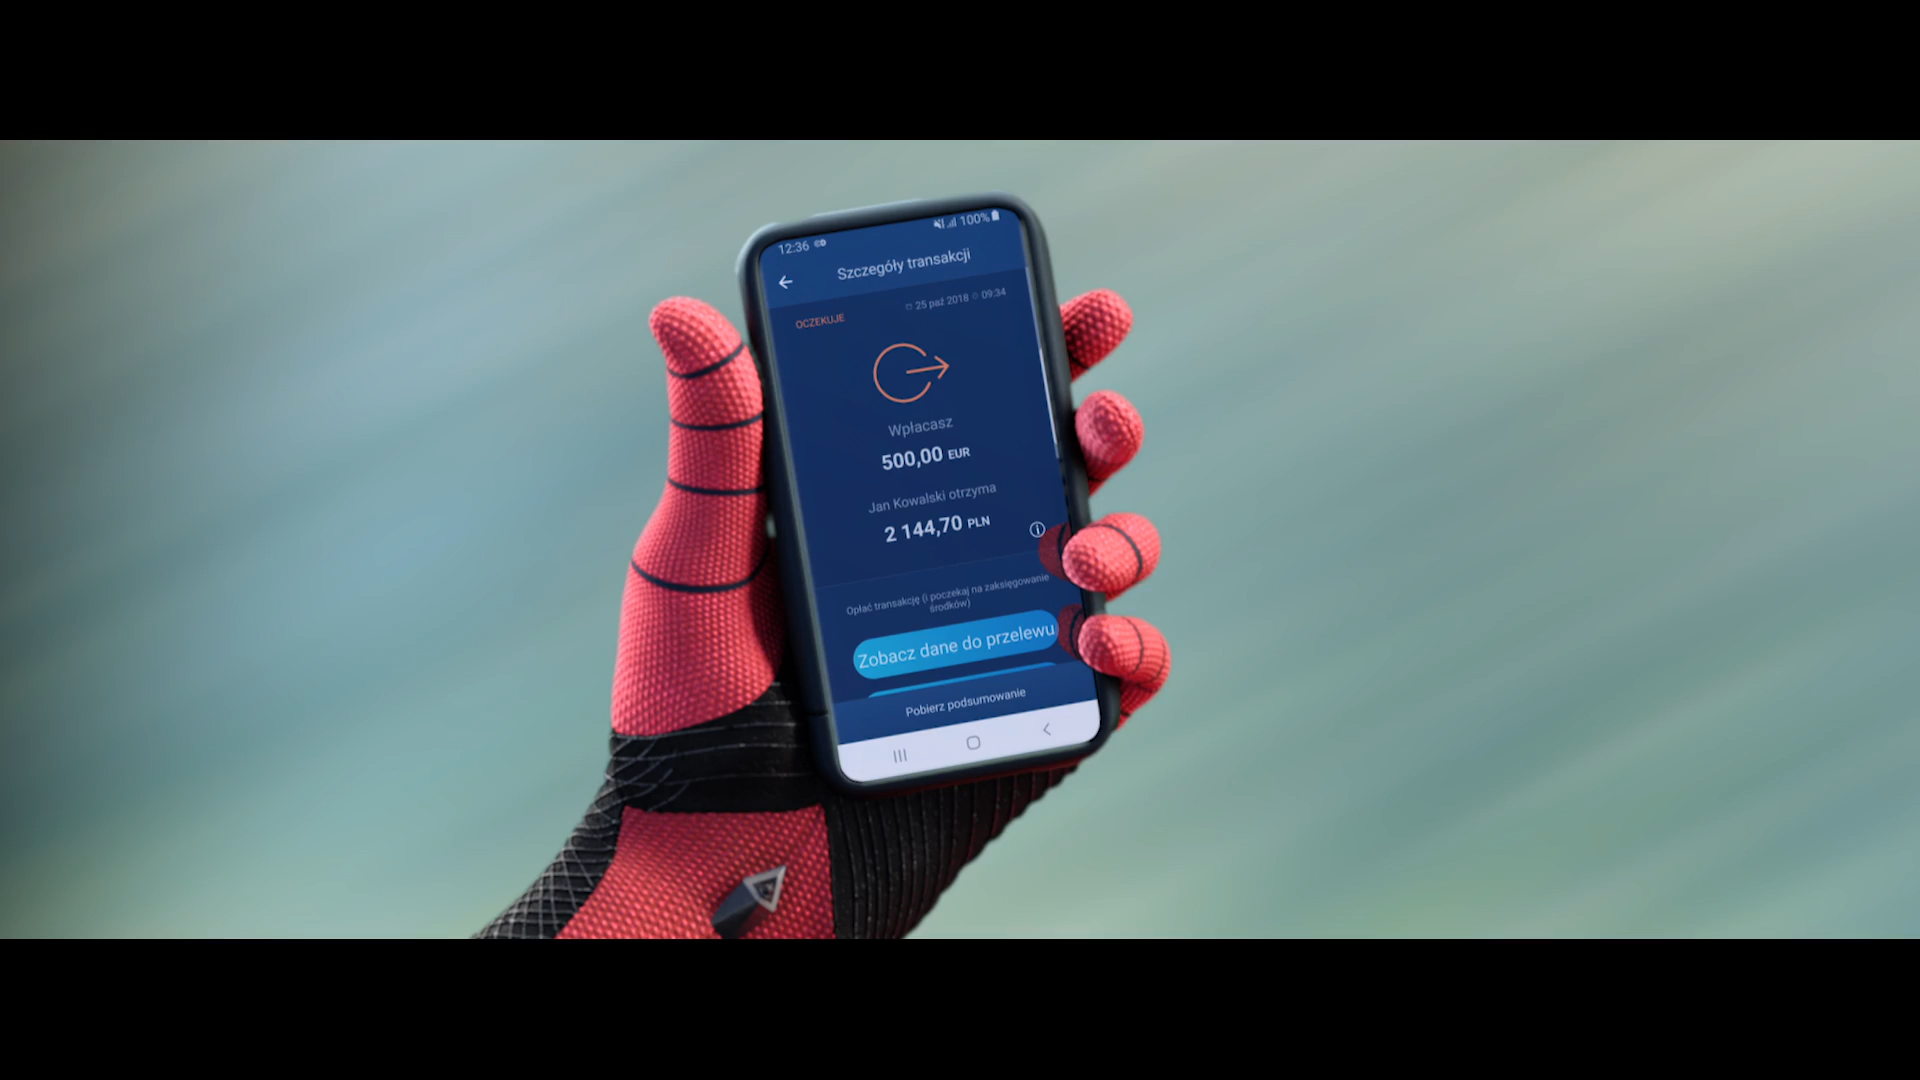 12:36
100%
Szczegóły transakcji
OCZEKUJE
25 paź 2018 09:34
Wpłacasz
500,00 EUR
Jan Kowalski otrzyma
2 144,70 PLN
Opłać transakcję (i poczekaj na zaksięgowanie
środków)
Zobacz dane do przelewu
Pobierz podsumowanie